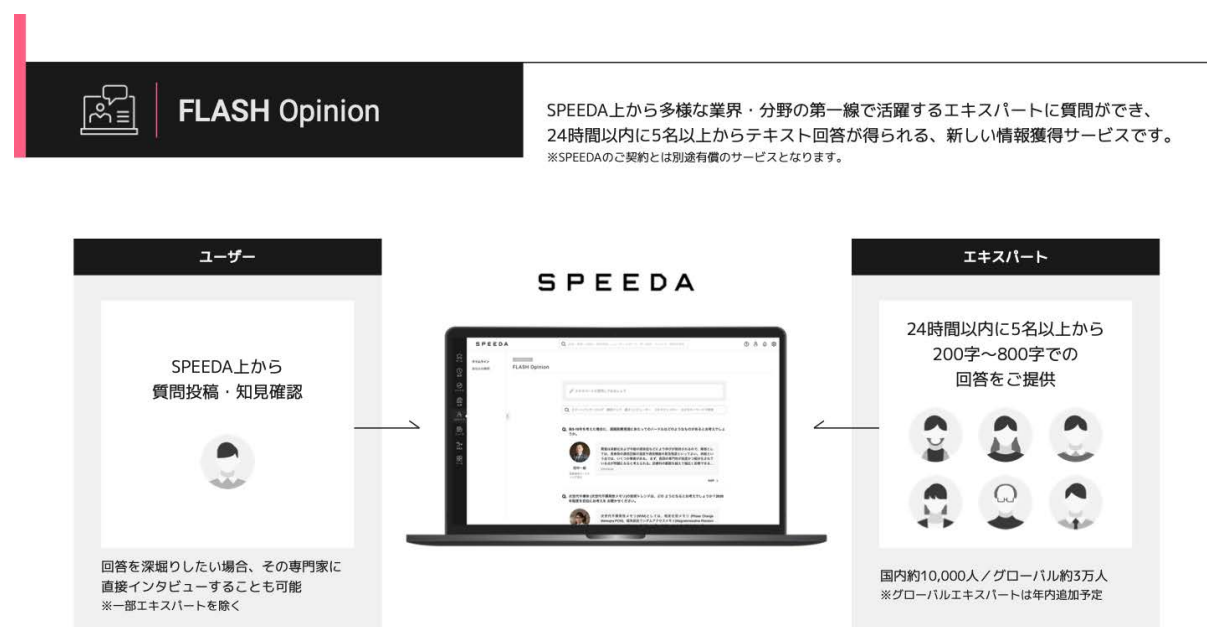 FLASH Opinion
SPEEDA上から多様な業界・分野の第一線で活躍するエキスパートに質問ができ、
24時間以内に5名以上からテキスト回答が得られる、新しい情報獲得サービスです。
※SPEEDAのご契約とは別途有償のサービスとなります。
ユーザー
SPEEDA上から
質問投稿・知見確認
回答を深堀りしたい場合、その専門家に
直接インタビューすることも可能
※一部エキスパートを除く
SPEEDA
SPEEDA
FLASH Opinion
エキスパート
24時間以内に5名以上から
200字〜800字での
回答をご提供
国内約10,000人／グローバル約3万人
※グローバルエキスパートは年内追加予定